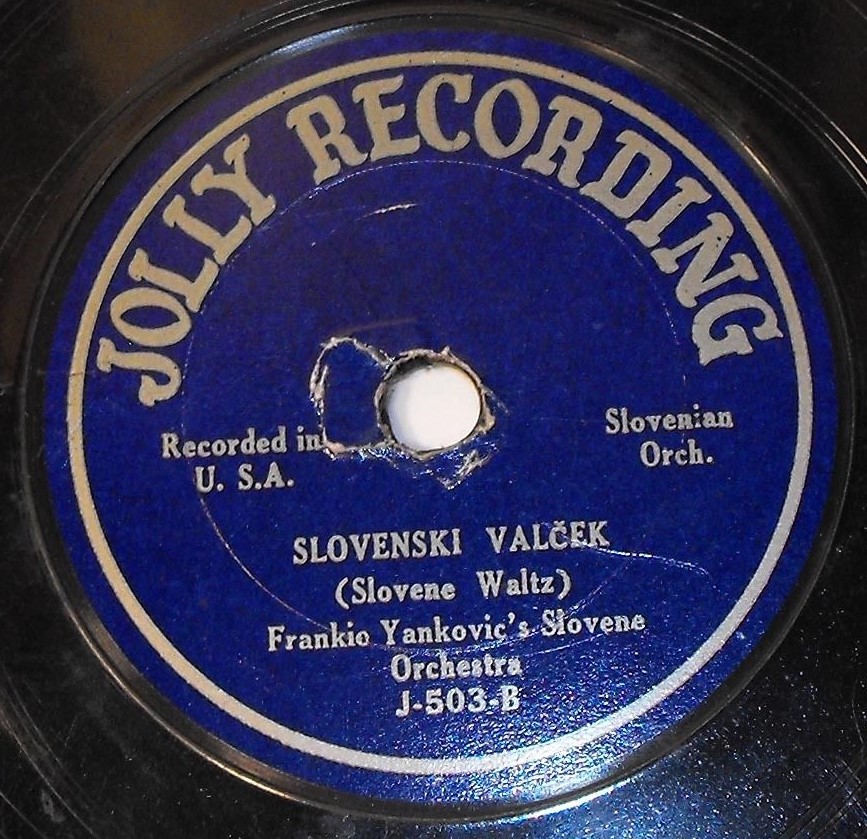 JOLLY RECORDING
Recorded in
U. S.A.
Slovenian
Orch.
SLOVENSKI VALČEK
(Slovene Waltz)
Frankie Yankovic's Slovene
Orchestra
J-503-B